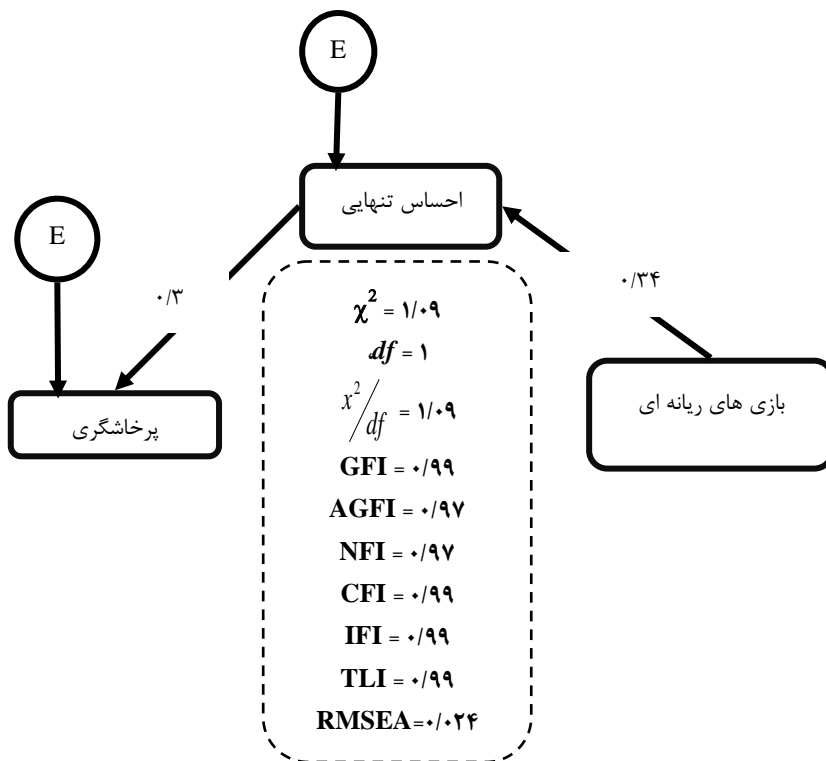 E
احساس تنهایی
E
۰/۳۴
۰/۳
χ² = ۱/۰۹
df = ۱
x²/df = ۱/۰۹
بازی های ریانه ای
پرخاشگری
GFI = ۰/۹۹
AGFI = ۰/۹۷
NFI = ۰/۹۷
CFI = ۰/۹۹
IFI = ۰/۹۹
TLI = ۰/۹۹
RMSEA=۰/۰۲۴